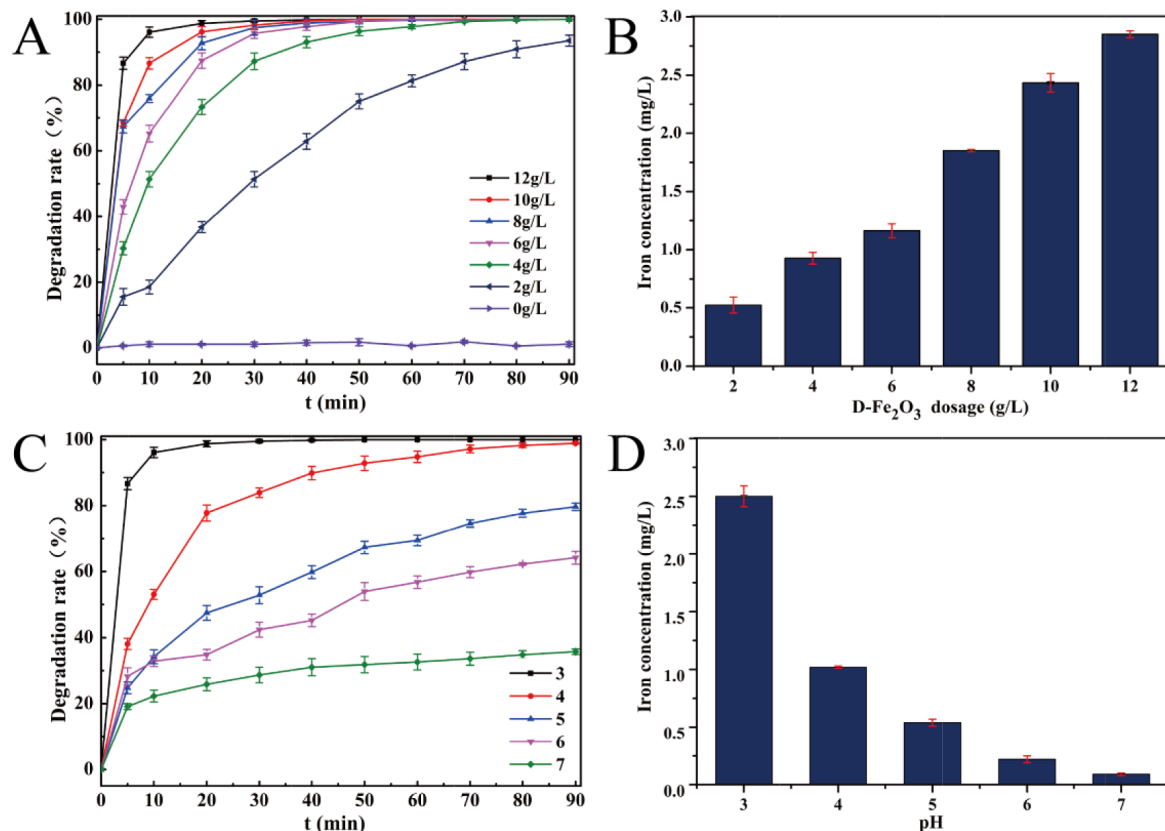 A
Degradation rate (%)
100
80
60
40
20
0
12g/L
10g/L
8g/L
6g/L
4g/L
2g/L
0g/L
0 10 20 30 40 50 60 70 80 90
t (min)
B
Iron concentration (mg/L)
3.0
2.5
2.0
1.5
1.0
0.5
0.0
2 4 6 8 10 12
D-Fe₂O₃ dosage (g/L)
C
Degradation rate (%)
100
80
60
40
20
0
3
4
5
6
7
0 10 20 30 40 50 60 70 80 90
t (min)
D
Iron concentration (mg/L)
3.0
2.5
2.0
1.5
1.0
0.5
0.0
3 4 5 6 7
pH